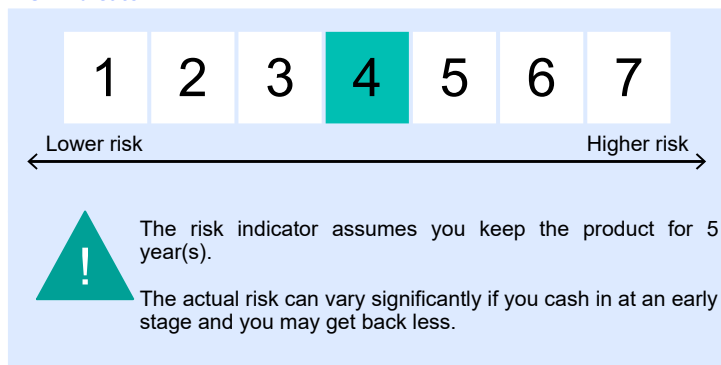 1 2 3 4 5 6 7
Lower risk Higher risk
! The risk indicator assumes you keep the product for 5
year(s).
The actual risk can vary significantly if you cash in at an early
stage and you may get back less.